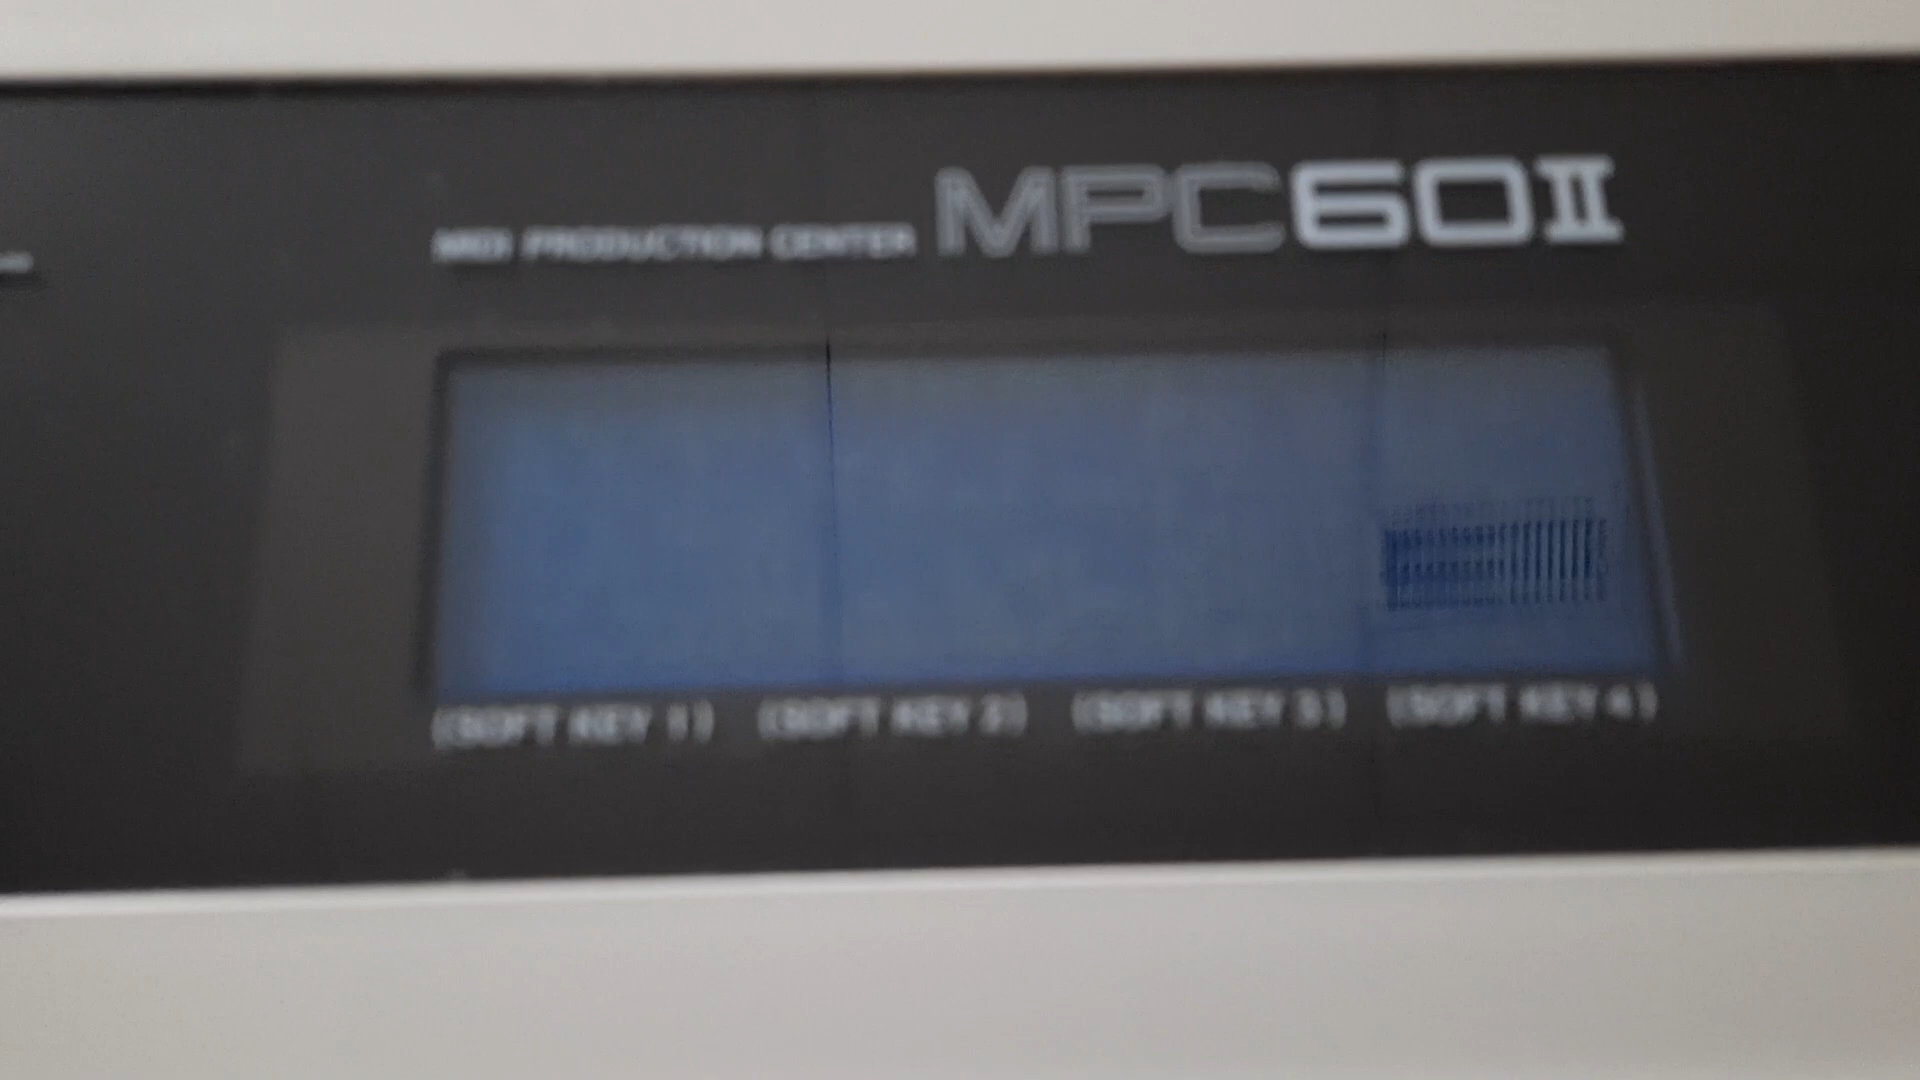 MIDI PRODUCTION CENTER MPC60II
(SOFT KEY 1) (SOFT KEY 2) (SOFT KEY 3) (SOFT KEY 4)